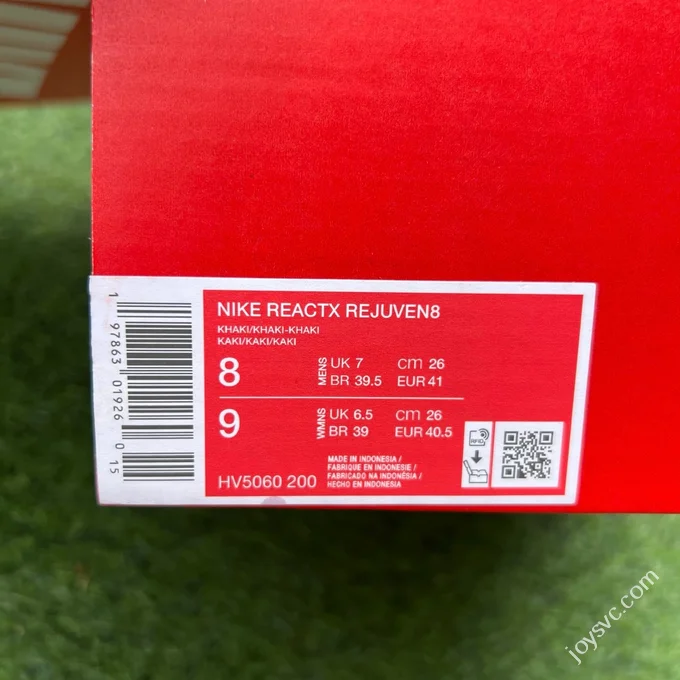 NIKE REACTX REJUVEN8
KHAKI/KHAKI-KHAKI
KAKI/KAKI/KAKI
8 MENS UK 7 cm 26
BR 39.5 EUR 41
9 WMNS UK 6.5 cm 26
BR 39 EUR 40.5
MADE IN INDONESIA /
FABRIQUE EN INDONESIE /
FABRICADO NA INDONÉSIA /
HECHO EN INDONESIA
HV5060 200
RFID
1 97863 01926 0 15
joysvc.com